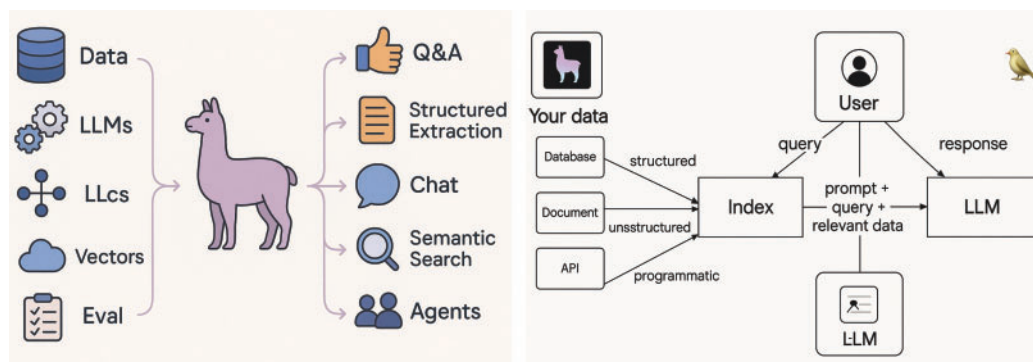 Data
LLMs
LLcs
Vectors
Eval
Q&A
Structured
Extraction
Chat
Semantic
Search
Agents
Your data
Database
Document
API
structured
unsstructured
programmatic
User
query
response
Index
prompt +
query +
relevant data
LLM
LLM